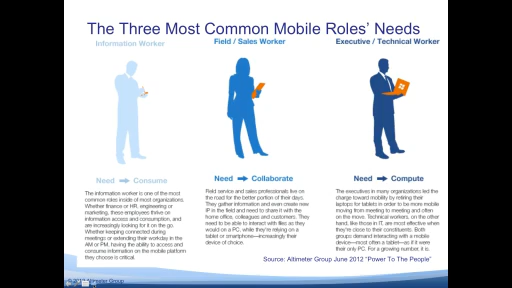 The Three Most Common Mobile Roles' Needs
Information Worker
Field / Sales Worker
Executive / Technical Worker
Need → Consume
The information worker is one of the most
common roles inside of most organizations.
Whether finance or HR, engineering or
marketing, these employees thrive on
information access and consumption, and
are increasingly looking for it on the go.
Whether keeping connected during
meetings or extending their workday in the
AM or PM, having the ability to access and
consume information on the mobile platform
they choose is critical.
Need → Collaborate
Field service and sales professionals live on
the road for the better portion of their days.
They gather information and even create new
IP in the field and need to share it with the
home office, colleagues and customers. They
need to be able to interact with files as they
would on a PC, while they're relying on a
tablet or smartphone—increasingly their
device of choice.
Need → Compute
The executives in many organizations led the
charge toward mobility by retiring their
laptops for tablets in order to be more mobile
moving from meeting to meeting and often
on the move. Technical workers, on the other
hand, like those in IT, are most effective when
they're close to their constituents. Both
groups demand interacting with a mobile
device—most often a tablet—as if it were
their only PC. For a growing number, it is.
Source: Altimeter Group June 2012 "Power To The People"
Altimeter Group